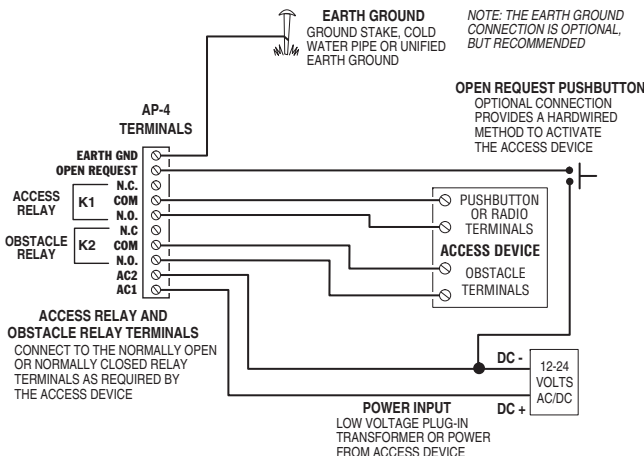 EARTH GROUND
GROUND STAKE, COLD
WATER PIPE OR UNIFIED
EARTH GROUND
NOTE: THE EARTH GROUND
CONNECTION IS OPTIONAL,
BUT RECOMMENDED
OPEN REQUEST PUSHBUTTON
OPTIONAL CONNECTION
PROVIDES A HARDWIRED
METHOD TO ACTIVATE
THE ACCESS DEVICE
AP-4
TERMINALS
EARTH GND
OPEN REQUEST
ACCESS
RELAY
K1
N.C.
COM
N.O.
OBSTACLE
RELAY
K2
N.C
COM
N.O.
AC2
AC1
PUSHBUTTON
OR RADIO
TERMINALS
ACCESS DEVICE
OBSTACLE
TERMINALS
ACCESS RELAY AND
OBSTACLE RELAY TERMINALS
CONNECT TO THE NORMALLY OPEN
OR NORMALLY CLOSED RELAY
TERMINALS AS REQUIRED BY
THE ACCESS DEVICE
DC -
DC +
12-24
VOLTS
AC/DC
POWER INPUT
LOW VOLTAGE PLUG-IN
TRANSFORMER OR POWER
FROM ACCESS DEVICE